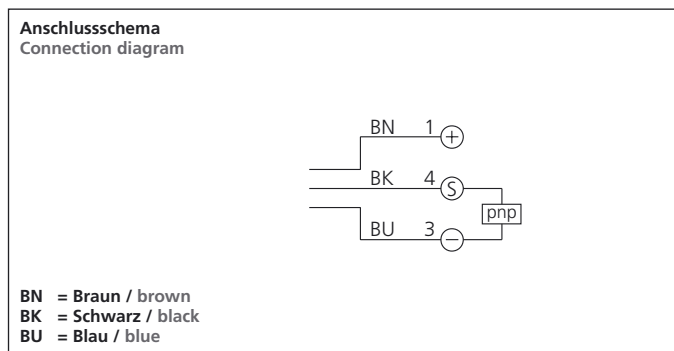 Anschlussschema
Connection diagram
BN 1 +
BK 4 S
pnp
BU 3 −
BN = Braun / brown
BK = Schwarz / black
BU = Blau / blue